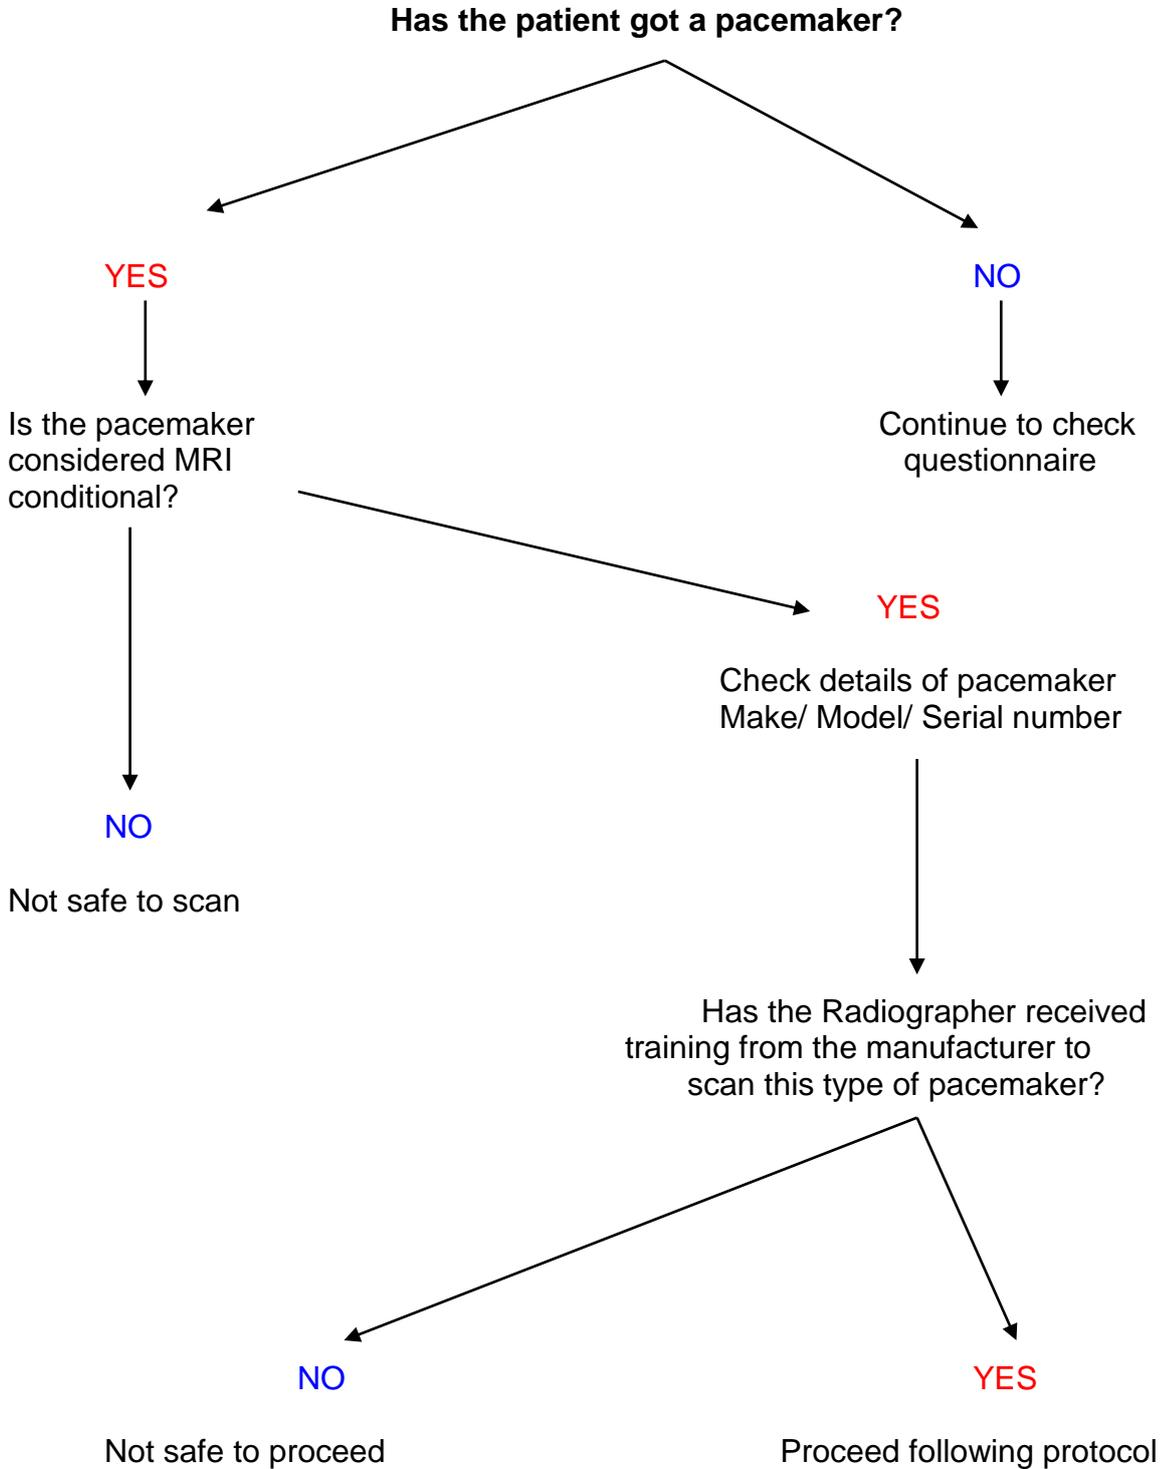 Has the patient got a pacemaker?
YES
NO
Is the pacemaker
considered MRI
conditional?
Continue to check
questionnaire
YES
Check details of pacemaker
Make/ Model/ Serial number
NO
Not safe to scan
Has the Radiographer received
training from the manufacturer to
scan this type of pacemaker?
NO
YES
Not safe to proceed
Proceed following protocol